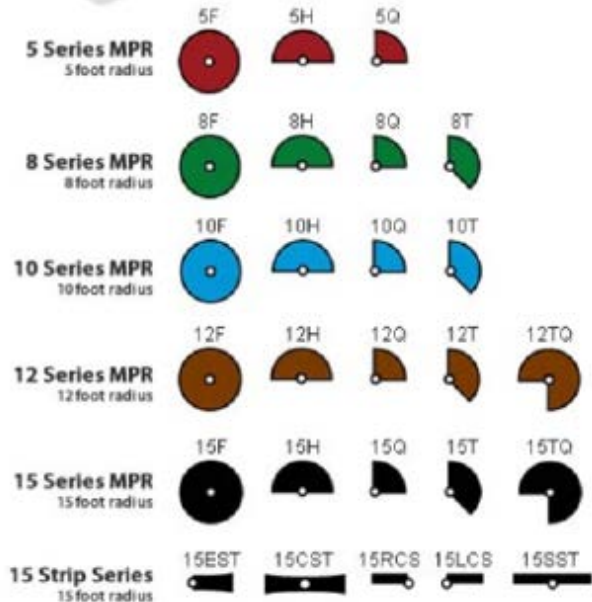 5F 5H 5Q
5 Series MPR
5 foot radius
8F 8H 8Q 8T
8 Series MPR
8 foot radius
10F 10H 10Q 10T
10 Series MPR
10 foot radius
12F 12H 12Q 12T 12TQ
12 Series MPR
12 foot radius
15F 15H 15Q 15T 15TQ
15 Series MPR
15 foot radius
15EST 15CST 15RCS 15LCS 15SST
15 Strip Series
15 foot radius